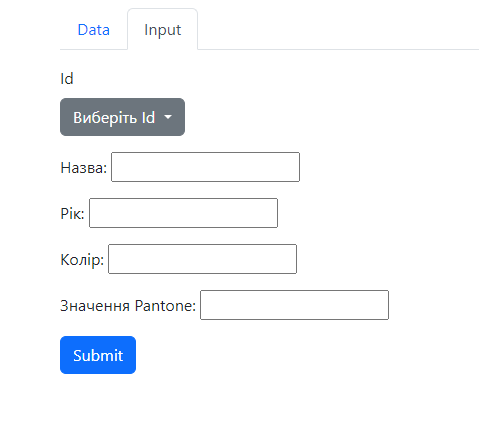 Data Input
Id
Виберіть Id
Назва:
Рік:
Колір:
Значення Pantone:
Submit